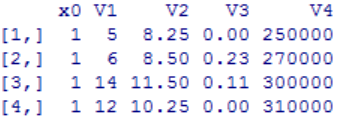 x0 V1 V2 V3 V4
[1,] 1 5 8.25 0.00 250000
[2,] 1 6 8.50 0.23 270000
[3,] 1 14 11.50 0.11 300000
[4,] 1 12 10.25 0.00 310000